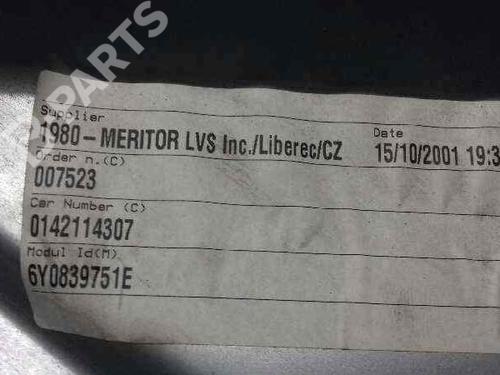 B-PARTS
Supplier
1980-MERITOR LVS Inc./Liberec/CZ
Date
15/10/2001 19:3
Order n.(C)
007523
Car Number (C)
0142114307
Modul Id(M)
6Y0839751E
B-PARTS